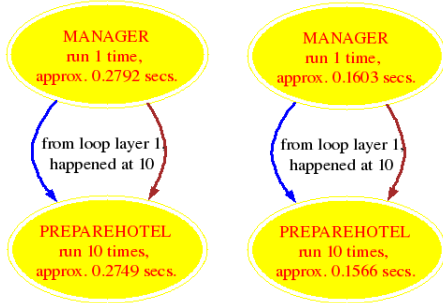 MANAGER
run 1 time,
approx. 0.2792 secs.
from loop layer 1,
happened at 10
PREPAREHOTEL
run 10 times,
approx. 0.2749 secs.
MANAGER
run 1 time,
approx. 0.1603 secs.
from loop layer 1,
happened at 10
PREPAREHOTEL
run 10 times,
approx. 0.1566 secs.